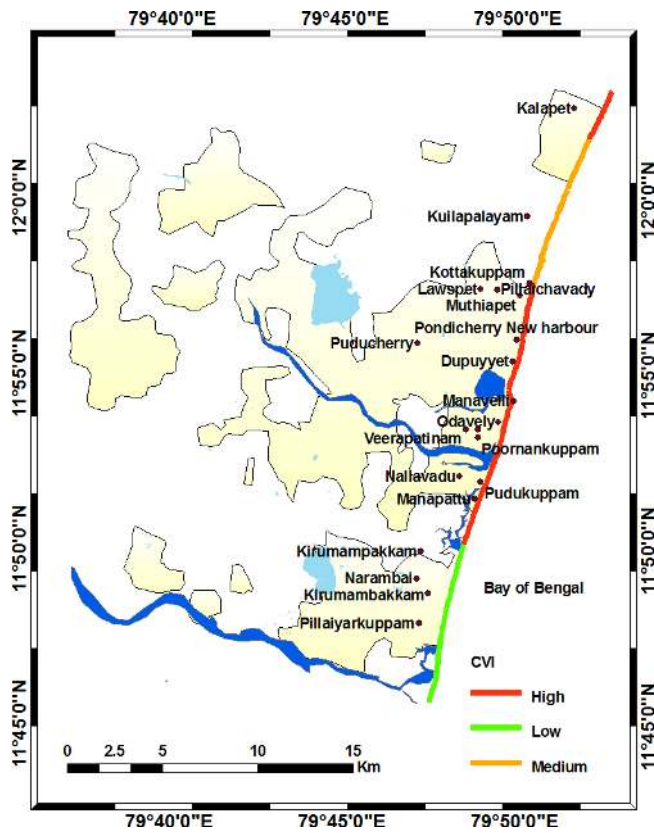 79°40'0"E 79°45'0"E 79°50'0"E
Kalapet
12°0'0"N 12°0'0"N
Kuilapalayam
Kottakuppam
Lawspet Pillaichavady
Muthiapet
Pondicherry New harbour
Puducherry
Dupuyyet
11°55'0"N 11°55'0"N
Manavelli
Odavely
Veerapatinam
Poornankuppam
Nallavadu
Pudukuppam
Manapattu
11°50'0"N 11°50'0"N
Kirumampakkam
Narambai
Bay of Bengal
Kirumambakkam
Pillaiyarkuppam
CVI
High
Low
Medium
11°45'0"N 11°45'0"N
0 2.5 5 10 15
Km
79°40'0"E 79°45'0"E 79°50'0"E